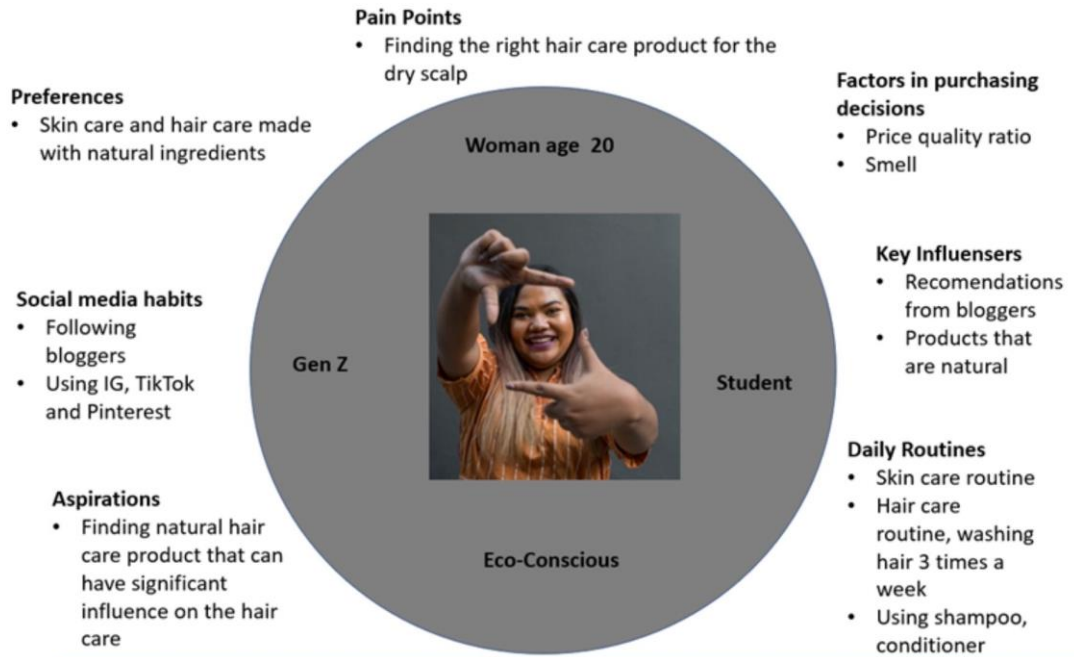 Pain Points
• Finding the right hair care product for the
dry scalp
Preferences
• Skin care and hair care made
with natural ingredients
Factors in purchasing
decisions
• Price quality ratio
• Smell
Woman age 20
Key Influensers
• Recomendations
from bloggers
• Products that
are natural
Social media habits
• Following
bloggers
• Using IG, TikTok
and Pinterest
Gen Z
Student
Daily Routines
• Skin care routine
• Hair care
routine, washing
hair 3 times a
week
• Using shampoo,
conditioner
Aspirations
• Finding natural hair
care product that can
have significant
influence on the hair
care
Eco-Conscious